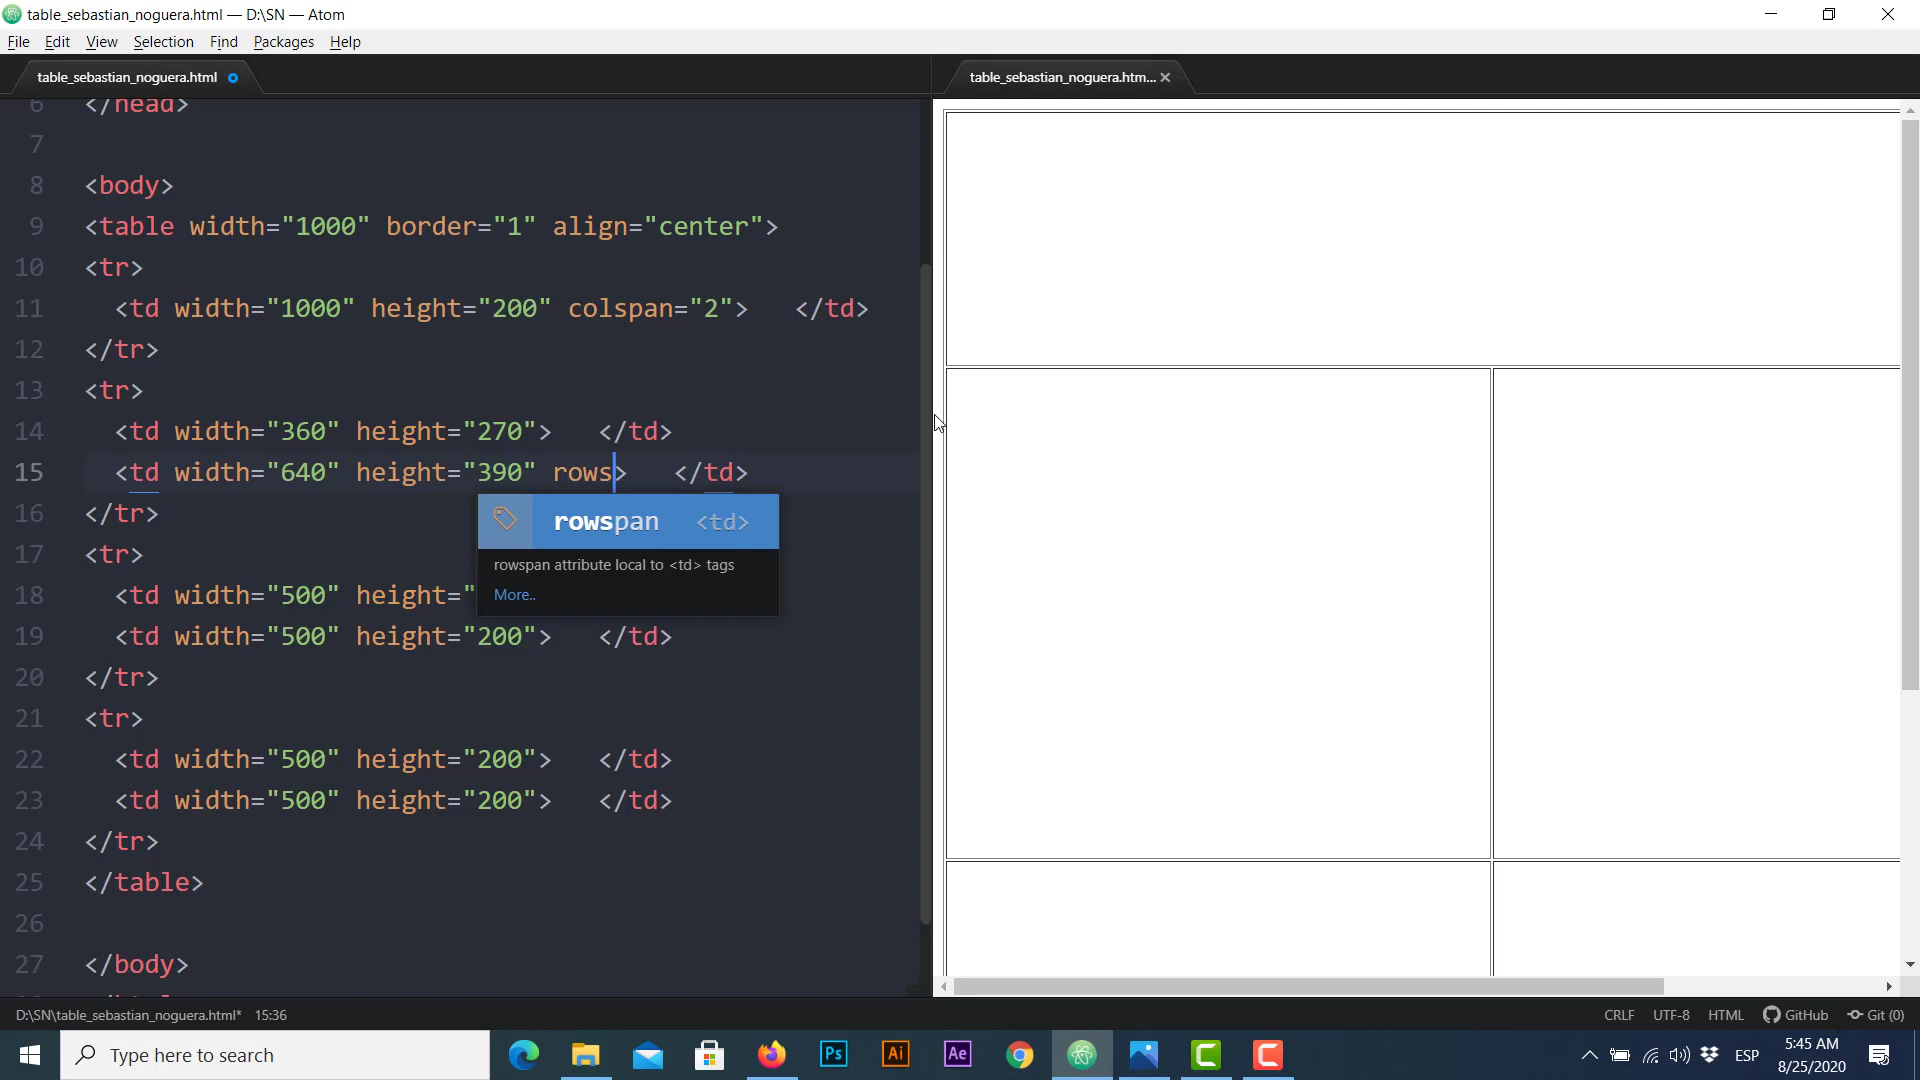 table_sebastian_noguera.html — D:\SN — Atom
File Edit View Selection Find Packages Help
table_sebastian_noguera.html
table_sebastian_noguera.htm...
6 </head>
7
8 <body>
9 <table width="1000" border="1" align="center">
10 <tr>
11 <td width="1000" height="200" colspan="2"> </td>
12 </tr>
13 <tr>
14 <td width="360" height="270"> </td>
15 <td width="640" height="390" rows> </td>
16 </tr>
rowspan <td>
17 <tr>
rowspan attribute local to <td> tags
18 <td width="500" height="
More..
19 <td width="500" height="200"> </td>
20 </tr>
21 <tr>
22 <td width="500" height="200"> </td>
23 <td width="500" height="200"> </td>
24 </tr>
25 </table>
26
27 </body>
D:\SN\table_sebastian_noguera.html* 15:36
CRLF UTF-8 HTML GitHub Git (0)
Type here to search
Ps
Ai
Ae
ESP
5:45 AM
8/25/2020